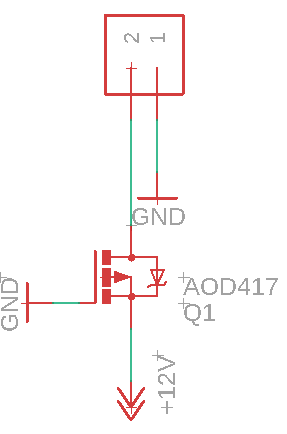 2 1
GND
GND
AOD417
Q1
+12V